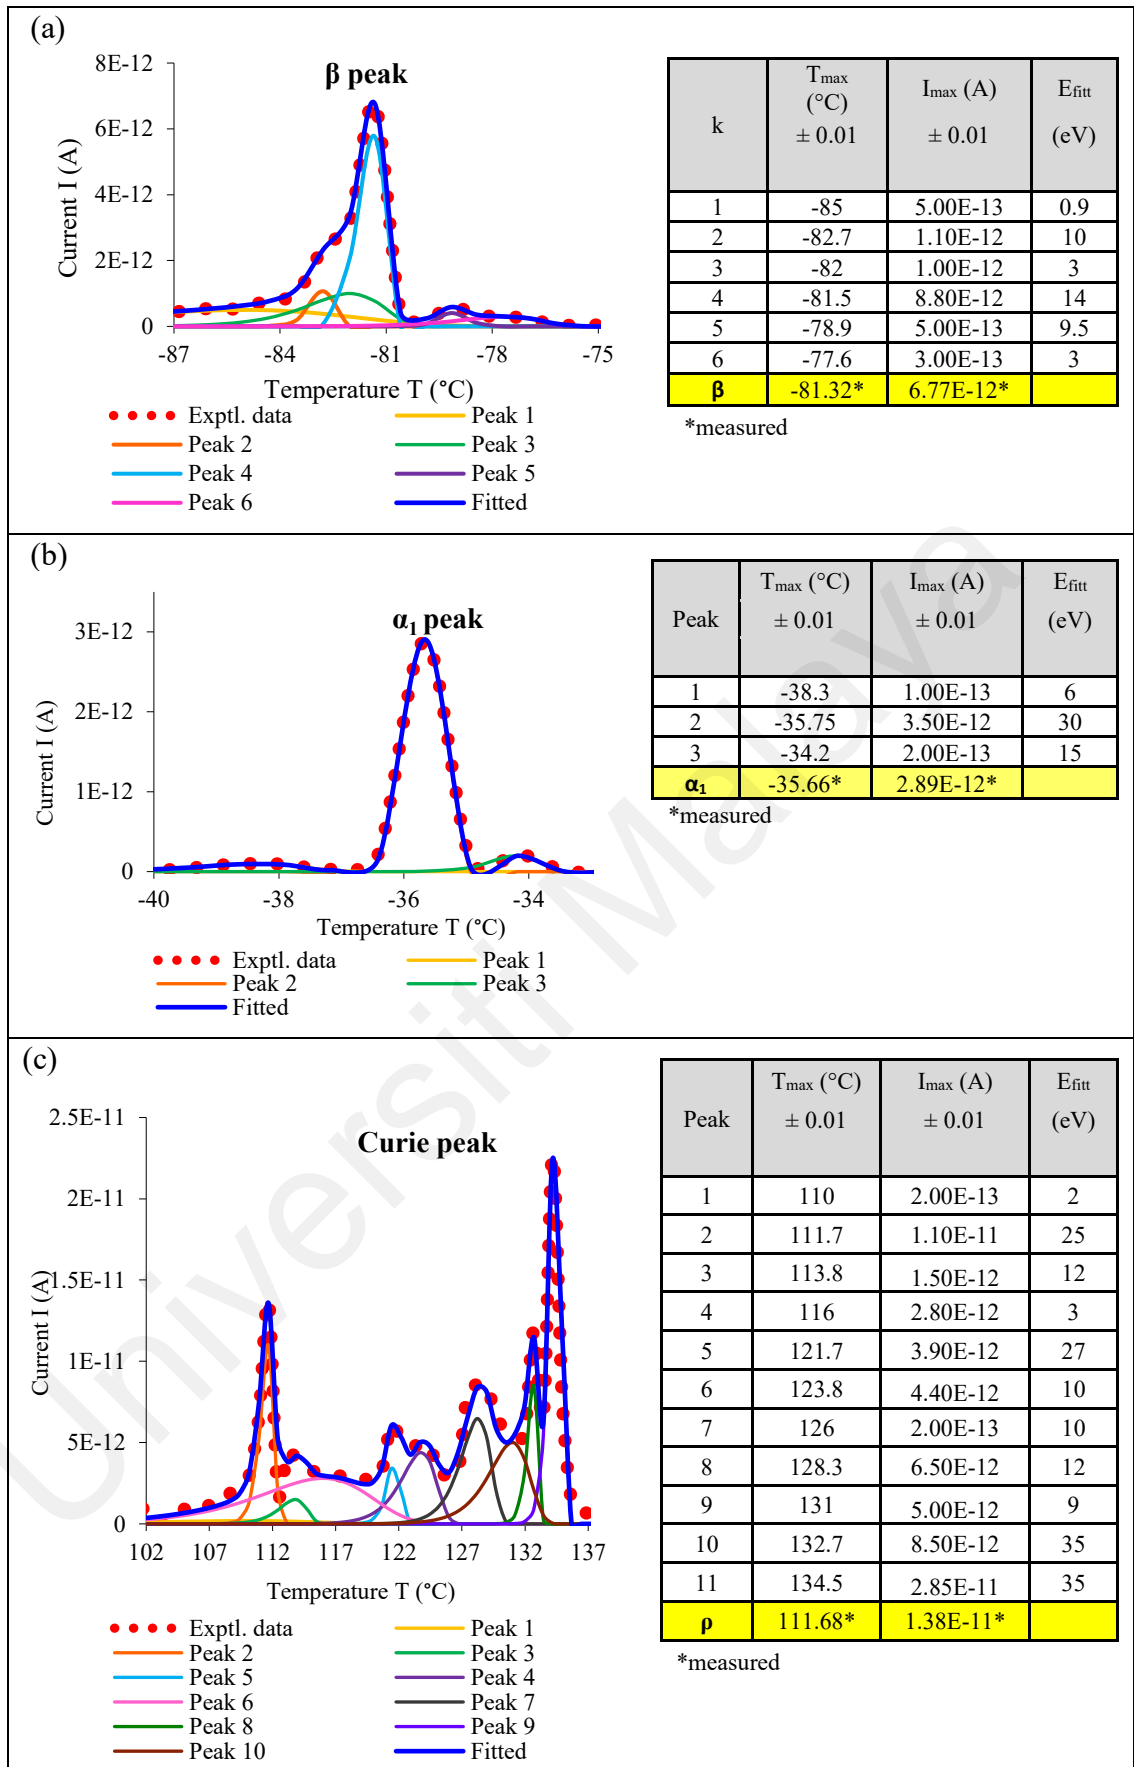 (a)
β peak
8E-12
6E-12
4E-12
2E-12
0
Current I (A)
-87 -84 -81 -78 -75
Temperature T (°C)
Exptl. data Peak 1
Peak 2 Peak 3
Peak 4 Peak 5
Peak 6 Fitted
k Tmax (°C) ± 0.01 Imax (A) ± 0.01 Efitt (eV)
1 -85 5.00E-13 0.9
2 -82.7 1.10E-12 10
3 -82 1.00E-12 3
4 -81.5 8.80E-12 14
5 -78.9 5.00E-13 9.5
6 -77.6 3.00E-13 3
β -81.32* 6.77E-12*
*measured
(b)
α1 peak
3E-12
2E-12
1E-12
0
Current I (A)
-40 -38 -36 -34
Temperature T (°C)
Exptl. data Peak 1
Peak 2 Peak 3
Fitted
Peak Tmax (°C) ± 0.01 Imax (A) ± 0.01 Efitt (eV)
1 -38.3 1.00E-13 6
2 -35.75 3.50E-12 30
3 -34.2 2.00E-13 15
α1 -35.66* 2.89E-12*
*measured
(c)
Curie peak
2.5E-11
2E-11
1.5E-11
1E-11
5E-12
0
Current I (A)
102 107 112 117 122 127 132 137
Temperature T (°C)
Exptl. data Peak 1
Peak 2 Peak 3
Peak 5 Peak 4
Peak 6 Peak 7
Peak 8 Peak 9
Peak 10 Fitted
Peak Tmax (°C) ± 0.01 Imax (A) ± 0.01 Efitt (eV)
1 110 2.00E-13 2
2 111.7 1.10E-11 25
3 113.8 1.50E-12 12
4 116 2.80E-12 3
5 121.7 3.90E-12 27
6 123.8 4.40E-12 10
7 126 2.00E-13 10
8 128.3 6.50E-12 12
9 131 5.00E-12 9
10 132.7 8.50E-12 35
11 134.5 2.85E-11 35
ρ 111.68* 1.38E-11*
*measured
Universiti Malaya